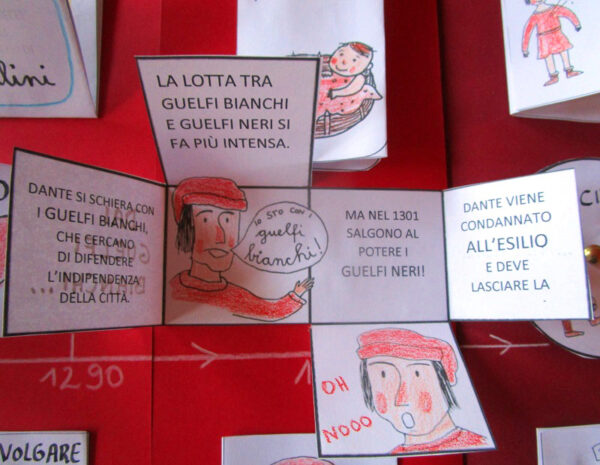 lini
LA LOTTA TRA
GUELFI BIANCHI
E GUELFI NERI SI
FA PIÙ INTENSA.
DANTE SI SCHIERA CON
I GUELFI BIANCHI,
CHE CERCANO
DI DIFENDERE
L'INDIPENDENZA
DELLA CITTÀ.
IO STO CON I
guelfi
bianchi!
MA NEL 1301
SALGONO AL
POTERE I
GUELFI NERI!
DANTE VIENE
CONDANNATO
ALL'ESILIO
E DEVE
LASCIARE LA
1290
OH
NOOO
VOLGARE